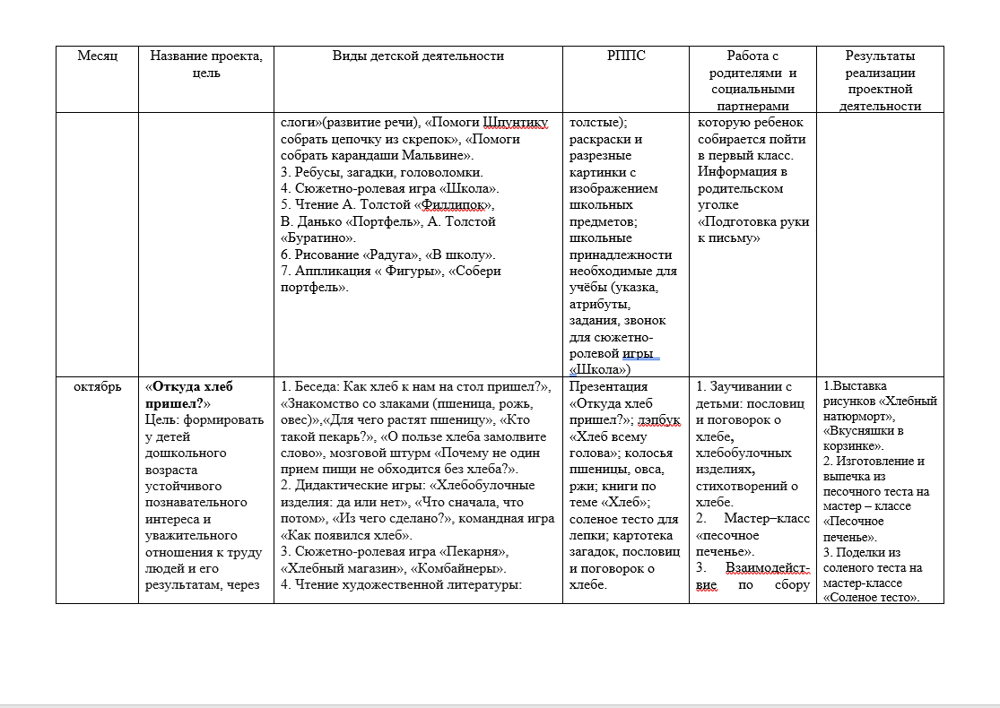 Месяц
Название проекта,
цель
Виды детской деятельности
РППС
Работа с
родителями и
социальными
партнерами
Результаты
реализации
проектной
деятельности
слоги»(развитие речи), «Помоги Шпунтику
собрать цепочку из скрепок», «Помоги
собрать карандаши Мальвине».
3. Ребусы, загадки, головоломки.
4. Сюжетно-ролевая игра «Школа».
5. Чтение А. Толстой «Филлипок»,
В. Данько «Портфель», А. Толстой
«Буратино».
6. Рисование «Радуга», «В школу».
7. Аппликация « Фигуры», «Собери
портфель».
толстые);
раскраски и
разрезные
картинки с
изображением
школьных
предметов;
школьные
принадлежности
необходимые для
учёбы (указка,
атрибуты,
задания, звонок
для сюжетно-
ролевой игры
«Школа»)
которую ребенок
собирается пойти
в первый класс.
Информация в
родительском
уголке
«Подготовка руки
к письму»
октябрь
«Откуда хлеб
пришел?»
Цель: формировать
у детей
дошкольного
возраста
устойчивого
познавательного
интереса и
уважительного
отношения к труду
людей и его
результатам, через
1. Беседа: Как хлеб к нам на стол пришел?»,
«Знакомство со злаками (пшеница, рожь,
овес)»,«Для чего растят пшеницу», «Кто
такой пекарь?», «О пользе хлеба замолвите
слово», мозговой штурм «Почему не один
прием пищи не обходится без хлеба?».
2. Дидактические игры: «Хлебобулочные
изделия: да или нет», «Что сначала, что
потом», «Из чего сделано?», командная игра
«Как появился хлеб».
3. Сюжетно-ролевая игра «Пекарня»,
«Хлебный магазин», «Комбайнеры».
4. Чтение художественной литературы:
Презентация
«Откуда хлеб
пришел?»; лэпбук
«Хлеб всему
голова»; колосья
пшеницы, овса,
ржи; книги по
теме «Хлеб»;
соленое тесто для
лепки; картотека
загадок, пословиц
и поговорок о
хлебе.
1. Заучивании с
детьми: пословиц
и поговорок о
хлебе,
хлебобулочных
изделиях,
стихотворений о
хлебе.
2. Мастер–класс
«песочное
печенье».
3. Взаимодейст-
вие по сбору
1.Выставка
рисунков «Хлебный
натюрморт»,
«Вкусняшки в
корзинке».
2. Изготовление и
выпечка из
песочного теста на
мастер – классе
«Песочное
печенье».
3. Поделки из
соленого теста на
мастер-классе
«Соленое тесто».